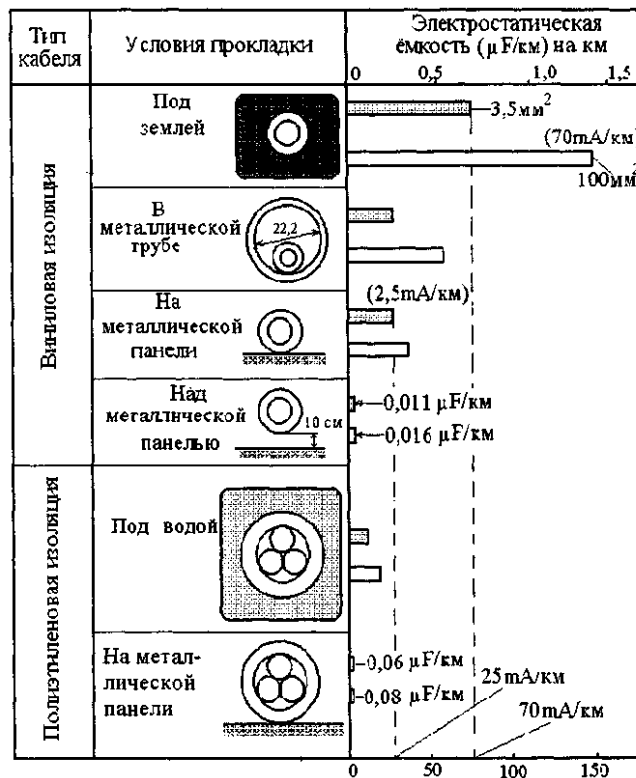 Тип
кабеля
Условия прокладки
Электростатическая
ёмкость (μF/км) на км
0 0,5 1,0 1,5
Виниловая изоляция
Под
землей
3,5мм²
(70mA/км)
100мм²
В
металлической
трубе
22,2
На
металлической
панели
(2,5mA/км)
Над
металлической
панелью
10 см
0,011 μF/км
0,016 μF/км
Полиэтиленовая изоляция
Под водой
На метал-
лической
панели
0,06 μF/км
0,08 μF/км
25mA/км
70mA/км
0 50 100 150